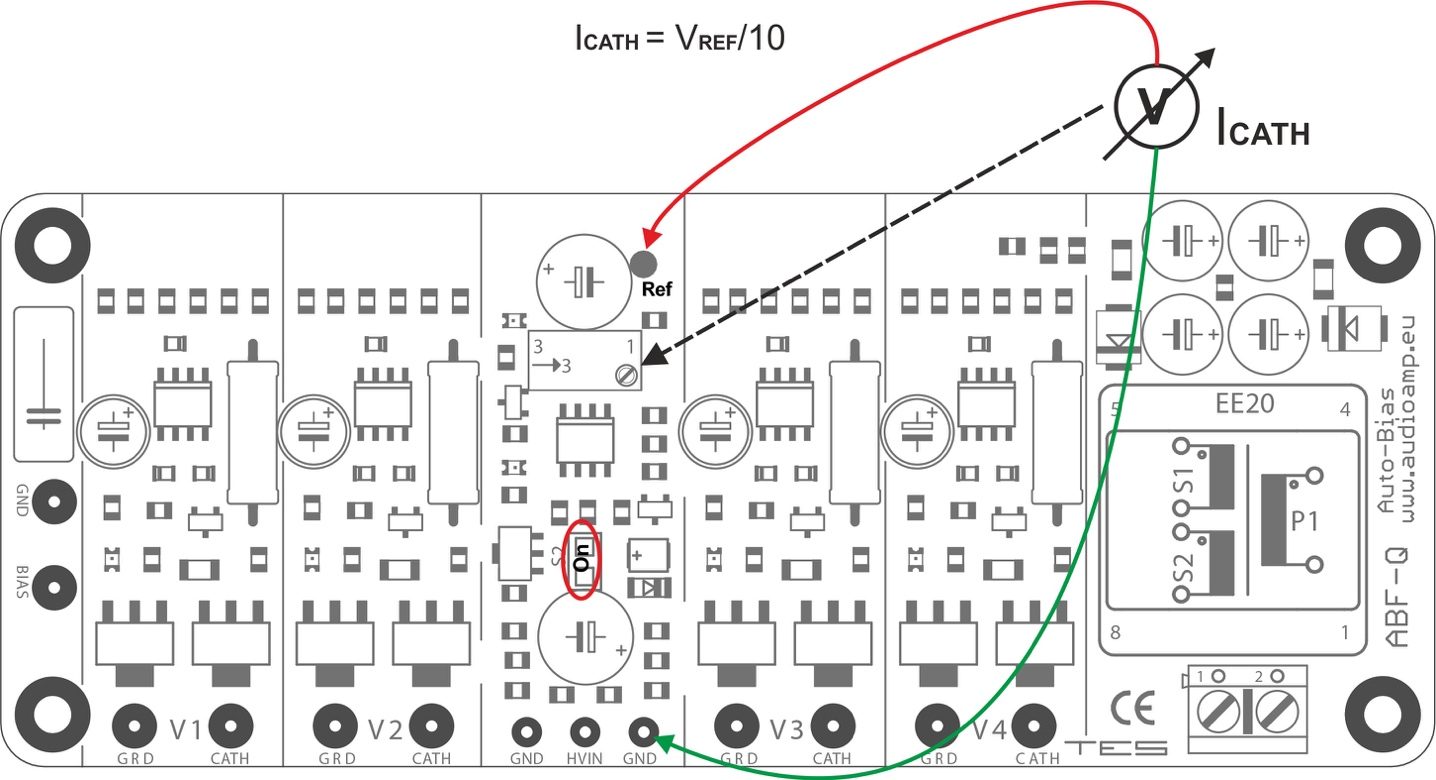 ICATH = VREF/10
V
ICATH
Ref
3 1
3
EE20
5 4
S1
P1
S2
8 1
On
S2
GND
BIAS
Auto-Bias
www.audioamp.eu
ABF-Q
1 2
CE
TES
V1
V2
V3
V4
GRD CATH GRD CATH GND HVIN GND GRD CATH GRD CATH